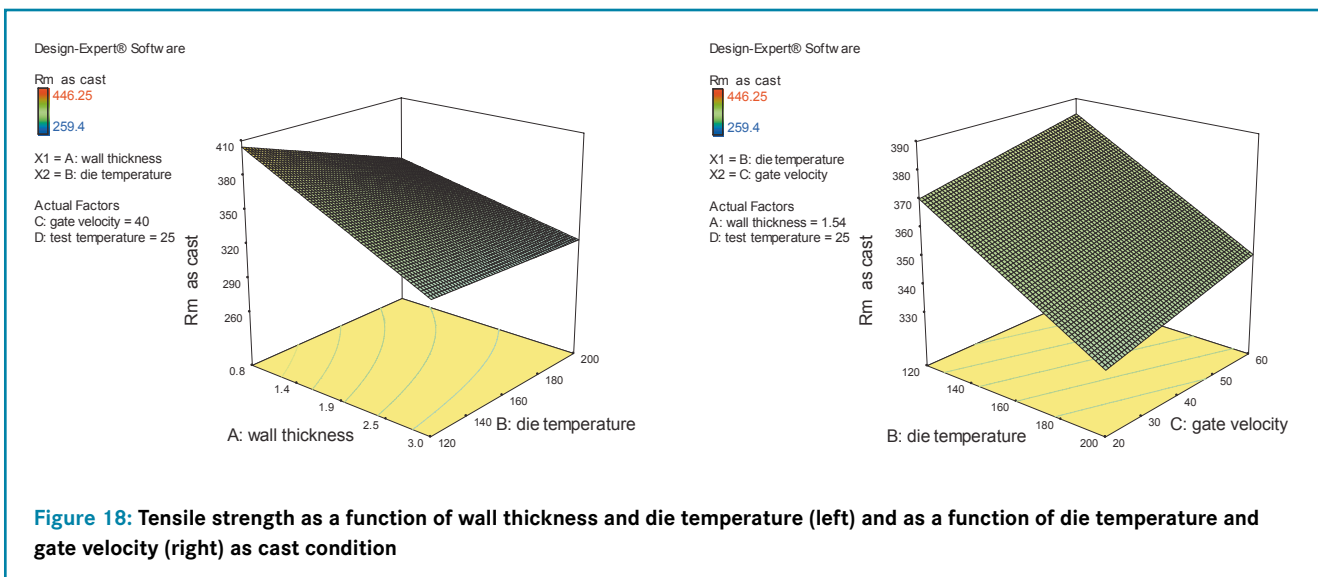 Design-Expert® Software
Rm as cast
446.25
259.4
X1 = A: wall thickness
X2 = B: die temperature
Actual Factors
C: gate velocity = 40
D: test temperature = 25
410
380
350
320
290
260
Rm as cast
0.8
1.4
1.9
2.5
3.0
A: wall thickness
120
140
160
180
200
B: die temperature
Design-Expert® Software
Rm as cast
446.25
259.4
X1 = B: die temperature
X2 = C: gate velocity
Actual Factors
A: wall thickness = 1.54
D: test temperature = 25
390
380
370
360
350
340
330
Rm as cast
120
140
160
180
200
B: die temperature
20
30
40
50
60
C: gate velocity
Figure 18: Tensile strength as a function of wall thickness and die temperature (left) and as a function of die temperature and
gate velocity (right) as cast condition